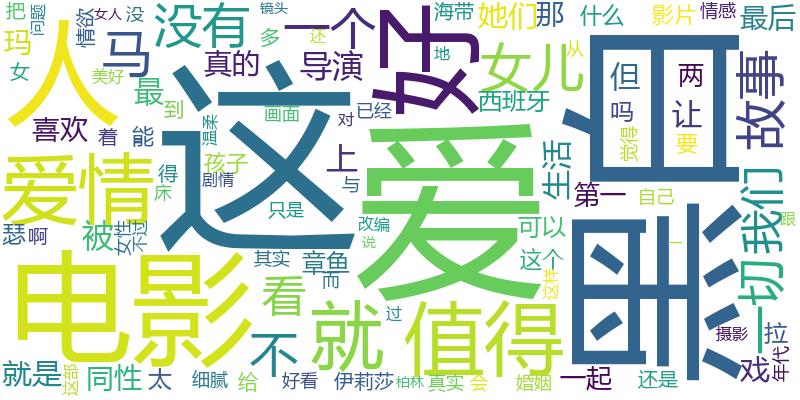 把
问题
女人
没
没有
一个
镜头
还
海带
她们
那
什么
影片
情感
最后
玛
情欲
马
人
多
真的
导演
好
地
女儿
从
但
两
故事
女
美好
最
到
这
画面
已经
西班牙
黑白
吗
让
喜欢
着
能
温柔
对
爱
觉得
要
爱情
得
孩子
上
生活
我们
床
剧情
与
第一
自己
瑟
啊
被
女性
不过
只是
改编
说
可以
跟
一
电影
其实
章鱼
而
这个
这样
一切
看
过
就
值得
不
摄影
拉
就是
这部
同性
太
细腻
给
好看
伊莉莎
柏林
真实
会
婚姻
一起
还是
戏
年代